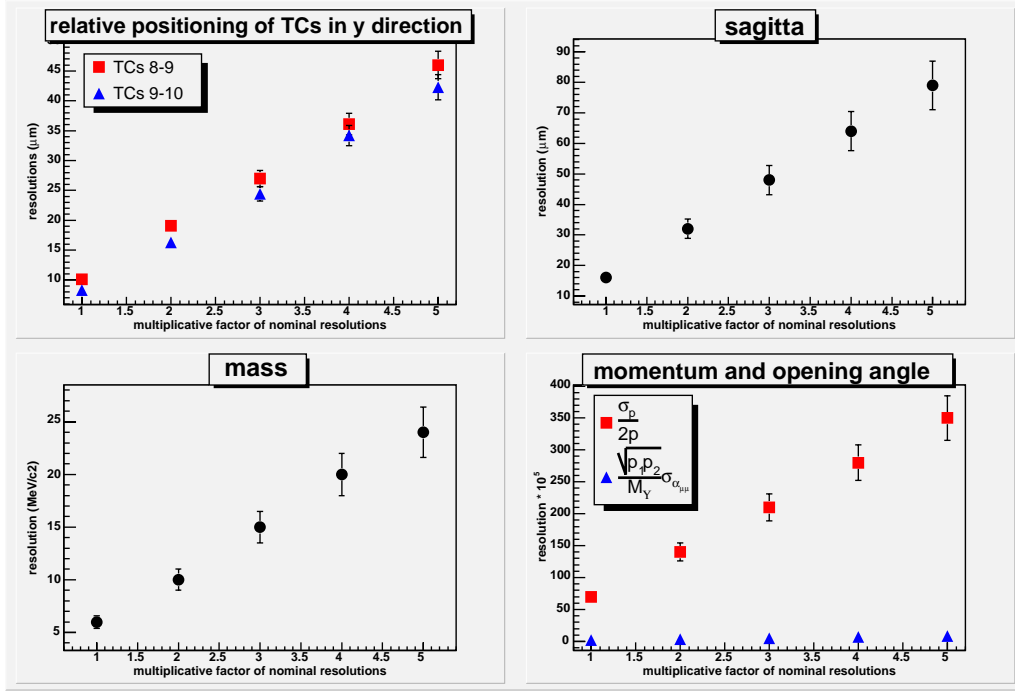 relative positioning of TCs in y direction
TCs 8-9
TCs 9-10
resolutions (μm)
45
40
35
30
25
20
15
10
1 1.5 2 2.5 3 3.5 4 4.5 5
multiplicative factor of nominal resolutions
sagitta
resolution (μm)
90
80
70
60
50
40
30
20
10
1 1.5 2 2.5 3 3.5 4 4.5 5
multiplicative factor of nominal resolutions
mass
resolution (MeV/c2)
25
20
15
10
5
1 1.5 2 2.5 3 3.5 4 4.5 5
multiplicative factor of nominal resolutions
momentum and opening angle
σp
2p
√p1p2
MΥ σαμμ
resolution * 10^5
400
350
300
250
200
150
100
50
0
1 1.5 2 2.5 3 3.5 4 4.5 5
multiplicative factor of nominal resolutions